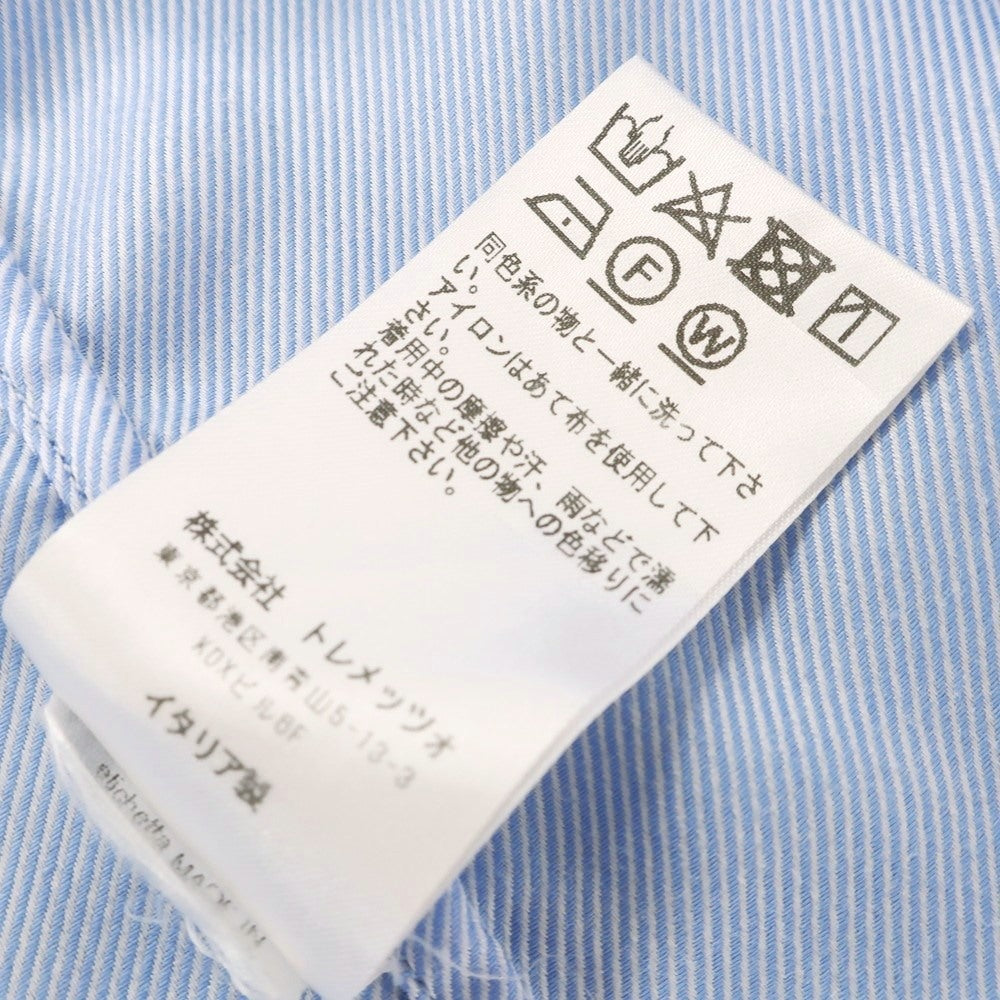 F
W
同色系の物と一緒に洗って下さ
い。
アイロンはあて布を使用して下
さい。
着用中の摩擦や汗、雨などで濡
れた時など他の物への色移りに
ご注意下さい。
株式会社 トレメッツォ
東京都港区南青山5-13-3
KDXビル6F
イタリア製
MADE IN